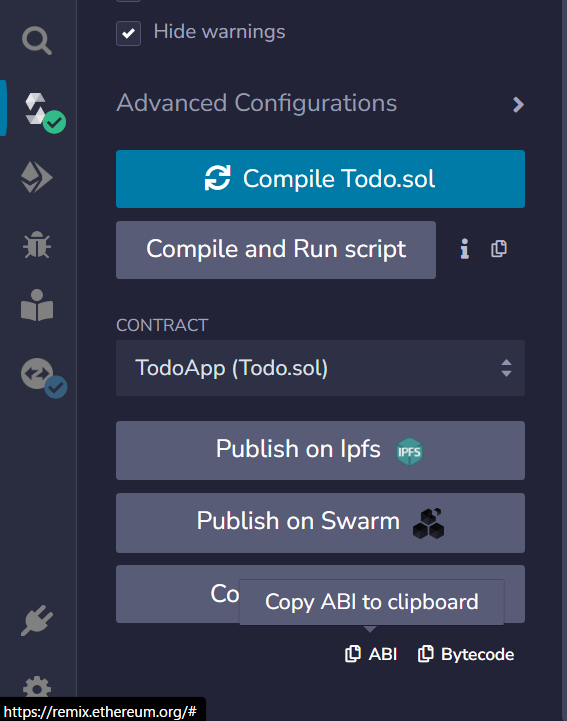 Hide warnings
Advanced Configurations
Compile Todo.sol
Compile and Run script
CONTRACT
TodoApp (Todo.sol)
Publish on Ipfs IPFS
Publish on Swarm
Co
Copy ABI to clipboard
ABI Bytecode
https://remix.ethereum.org/#